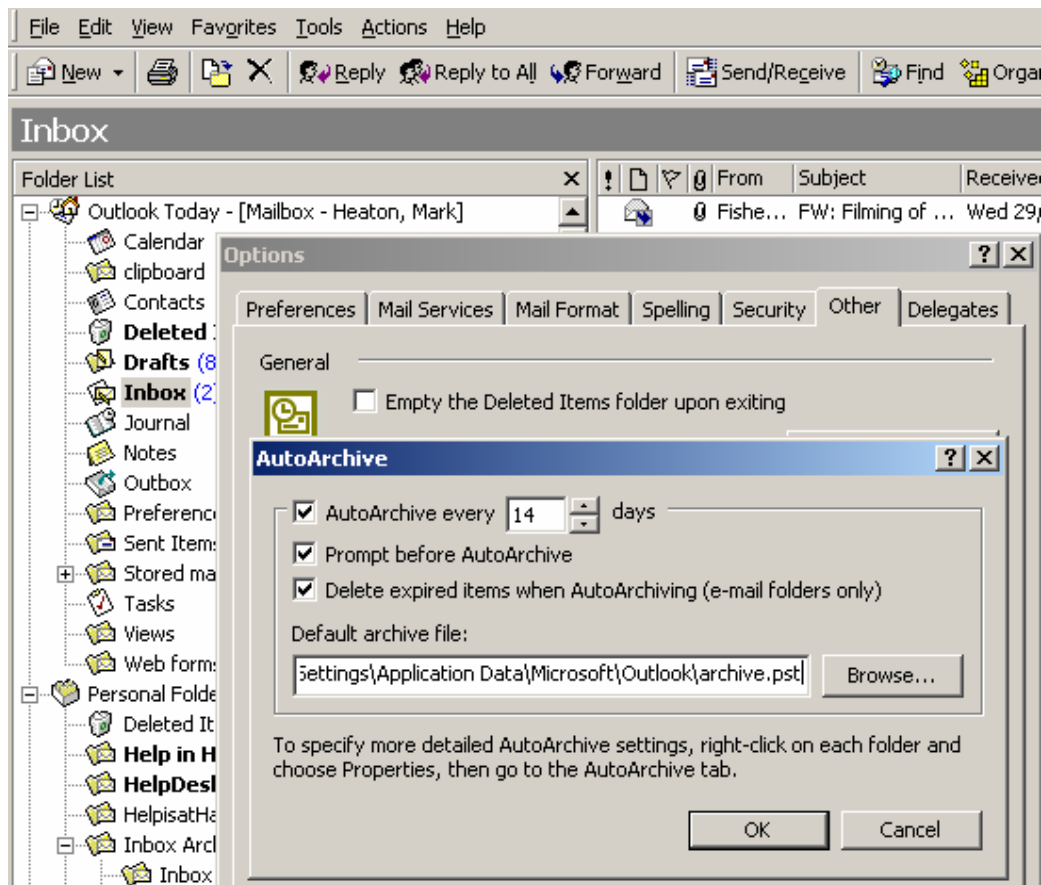 File Edit View Favorites Tools Actions Help
New Reply Reply to All Forward Send/Receive Find Orga
Inbox
Folder List
! From Subject Receive
Outlook Today - [Mailbox - Heaton, Mark]
Fishe... FW: Filming of ... Wed 29/
Calendar
Options
clipboard
Contacts
Preferences Mail Services Mail Format Spelling Security Other Delegates
Deleted I
Drafts (8
General
Inbox (2)
Empty the Deleted Items folder upon exiting
Journal
Notes
AutoArchive
Outbox
Preference
AutoArchive every 14 days
Sent Items
Prompt before AutoArchive
Stored ma
Delete expired items when AutoArchiving (e-mail folders only)
Tasks
Views
Default archive file:
Web forms
Settings\Application Data\Microsoft\Outlook\archive.pst Browse...
Personal Folde
Deleted It
Help in H
To specify more detailed AutoArchive settings, right-click on each folder and
choose Properties, then go to the AutoArchive tab.
HelpDesk
HelpisatHa
OK Cancel
Inbox Arcl
Inbox